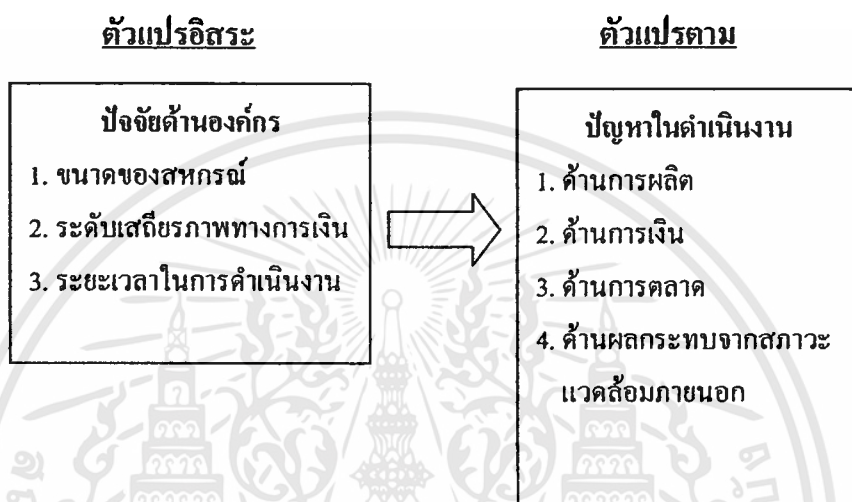 ตัวแปรอิสระ
ปัจจัยด้านองค์กร
1. ขนาดของสหกรณ์
2. ระดับเสถียรภาพทางการเงิน
3. ระยะเวลาในการดำเนินงาน
ตัวแปรตาม
ปัญหาในดำเนินงาน
1. ด้านการผลิต
2. ด้านการเงิน
3. ด้านการตลาด
4. ด้านผลกระทบจากสภาวะ
แวดล้อมภายนอก